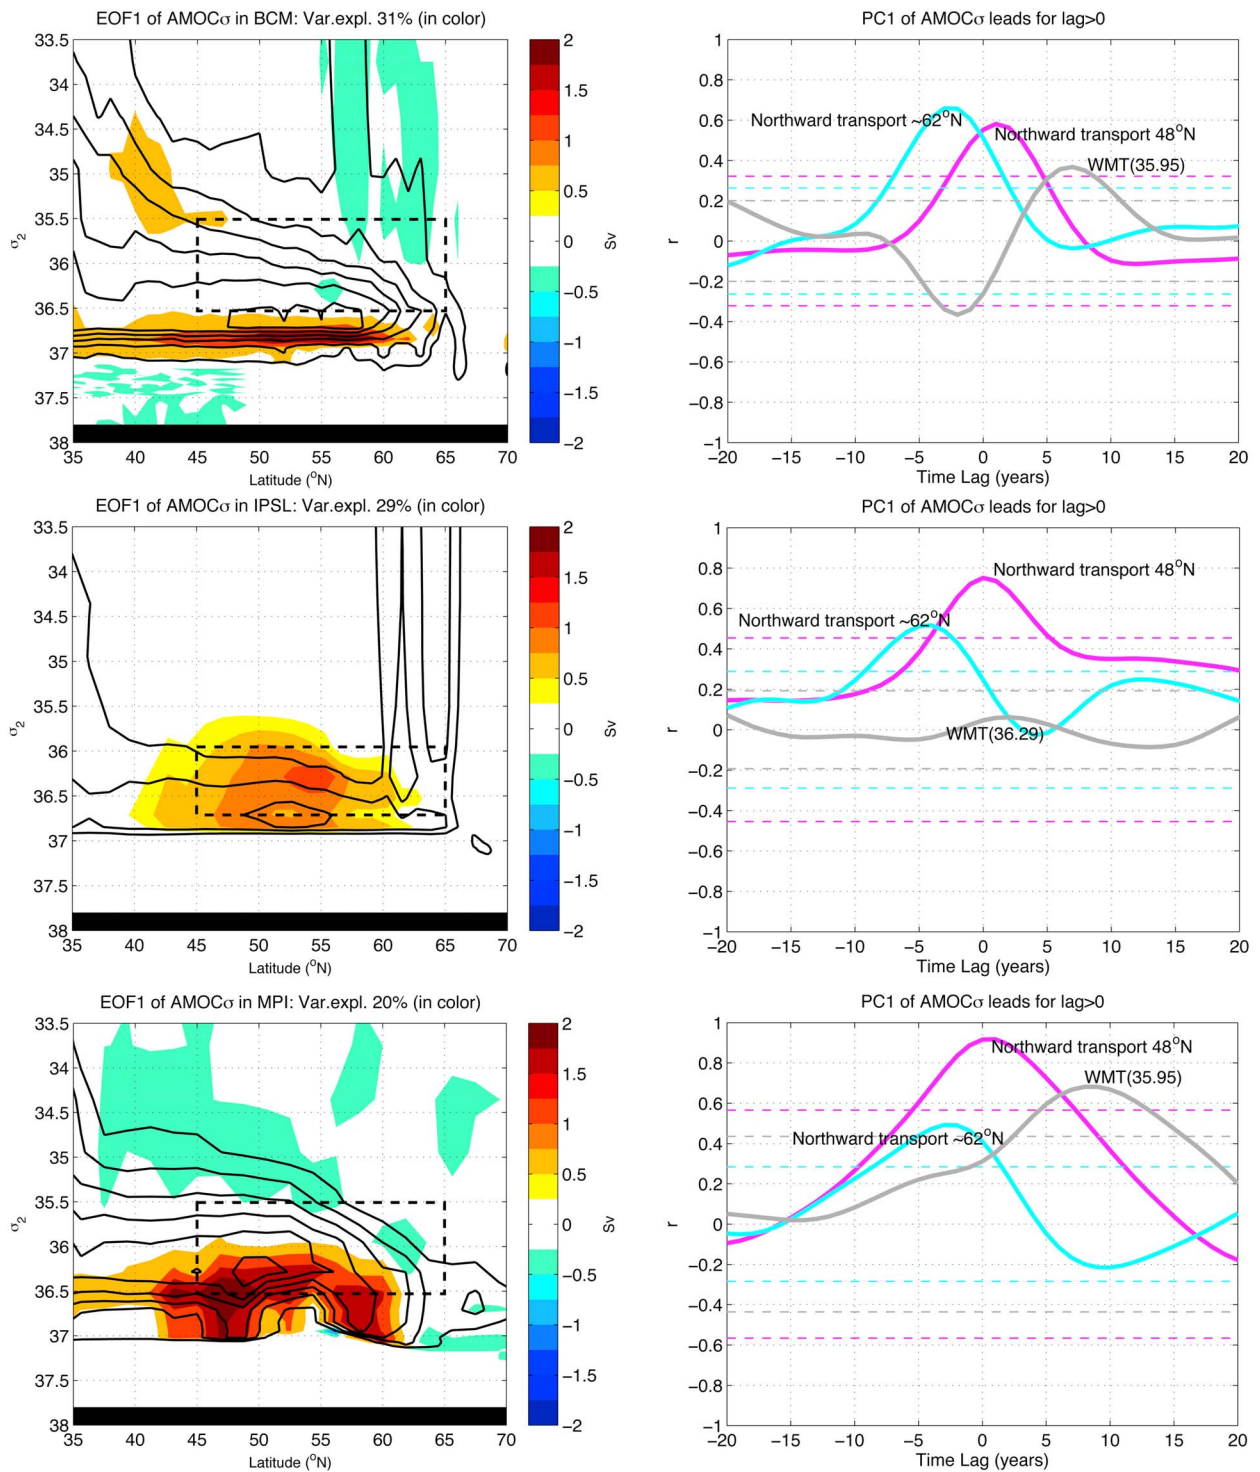 EOF1 of AMOCσ in BCM: Var.expl. 31% (in color)
33.5
34
34.5
35
35.5
36
36.5
37
37.5
38
σ2
35 40 45 50 55 60 65 70
Latitude (oN)
2
1.5
1
0.5
0
−0.5
−1
−1.5
−2
Sv
PC1 of AMOCσ leads for lag>0
1
0.8
0.6
0.4
0.2
0
−0.2
−0.4
−0.6
−0.8
−1
r
Northward transport ~62oN
Northward transport 48oN
WMT(35.95)
−20 −15 −10 −5 0 5 10 15 20
Time Lag (years)
EOF1 of AMOCσ in IPSL: Var.expl. 29% (in color)
33.5
34
34.5
35
35.5
36
36.5
37
37.5
38
σ2
35 40 45 50 55 60 65 70
Latitude (oN)
2
1.5
1
0.5
0
−0.5
−1
−1.5
−2
Sv
PC1 of AMOCσ leads for lag>0
1
0.8
0.6
0.4
0.2
0
−0.2
−0.4
−0.6
−0.8
−1
r
Northward transport 48oN
Northward transport ~62oN
WMT(36.29)
−20 −15 −10 −5 0 5 10 15 20
Time Lag (years)
EOF1 of AMOCσ in MPI: Var.expl. 20% (in color)
33.5
34
34.5
35
35.5
36
36.5
37
37.5
38
σ2
35 40 45 50 55 60 65 70
Latitude (oN)
2
1.5
1
0.5
0
−0.5
−1
−1.5
−2
Sv
PC1 of AMOCσ leads for lag>0
1
0.8
0.6
0.4
0.2
0
−0.2
−0.4
−0.6
−0.8
−1
r
Northward transport 48oN
WMT(35.95)
Northward transport ~62oN
−20 −15 −10 −5 0 5 10 15 20
Time Lag (years)